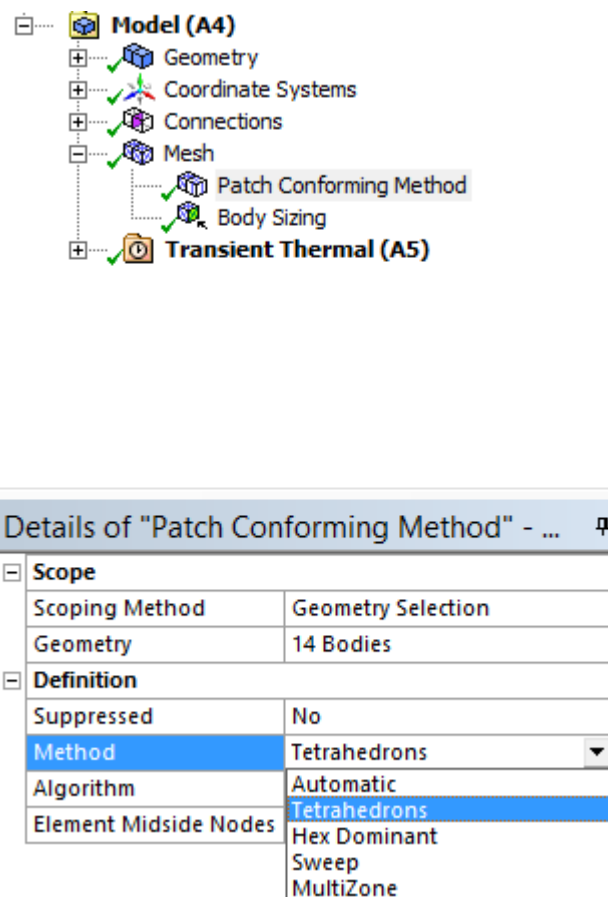 Model (A4)
Geometry
Coordinate Systems
Connections
Mesh
Patch Conforming Method
Body Sizing
Transient Thermal (A5)
Details of "Patch Conforming Method" - ...
Scope
Scoping Method Geometry Selection
Geometry 14 Bodies
Definition
Suppressed No
Method Tetrahedrons
Algorithm Automatic
Tetrahedrons
Element Midside Nodes Hex Dominant
Sweep
MultiZone